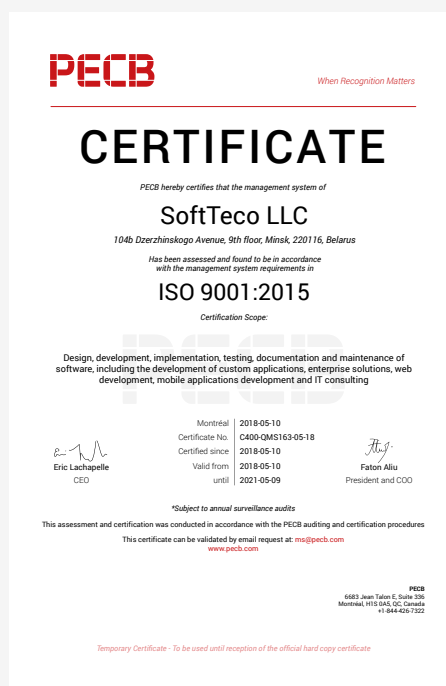 PECB
When Recognition Matters
CERTIFICATE
PECB hereby certifies that the management system of
SoftTeco LLC
104b Dzerzhinskogo Avenue, 9th floor, Minsk, 220116, Belarus
Has been assessed and found to be in accordance
with the management system requirements in
ISO 9001:2015
Certification Scope:
PECB
Design, development, implementation, testing, documentation and maintenance of
software, including the development of custom applications, enterprise solutions, web
development, mobile applications development and IT consulting
Montréal 2018-05-10
Certificate No. C400-QMS163-05-18
Certified since 2018-05-10
Valid from 2018-05-10
until 2021-05-09
Eric Lachapelle
CEO
Faton Aliu
President and COO
*Subject to annual surveillance audits
This assessment and certification was conducted in accordance with the PECB auditing and certification procedures
This certificate can be validated by email request at: ms@pecb.com
www.pecb.com
PECB
6683 Jean Talon E, Suite 336
Montréal, H1S 0A5, QC, Canada
+1-844-426-7322
Temporary Certificate - To be used until reception of the official hard copy certificate